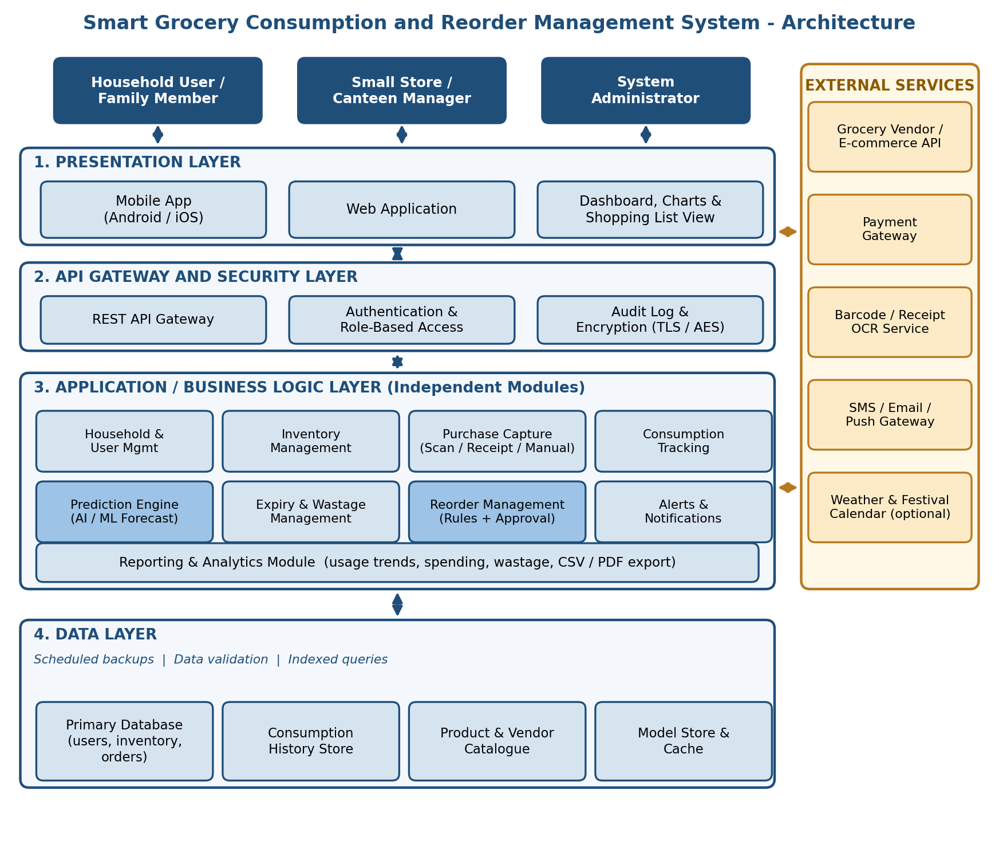 Smart Grocery Consumption and Reorder Management System - Architecture
Household User /
Family Member
Small Store /
Canteen Manager
System
Administrator
1. PRESENTATION LAYER
Mobile App
(Android / iOS)
Web Application
Dashboard, Charts &
Shopping List View
2. API GATEWAY AND SECURITY LAYER
REST API Gateway
Authentication &
Role-Based Access
Audit Log &
Encryption (TLS / AES)
3. APPLICATION / BUSINESS LOGIC LAYER (Independent Modules)
Household &
User Mgmt
Inventory
Management
Purchase Capture
(Scan / Receipt / Manual)
Consumption
Tracking
Prediction Engine
(AI / ML Forecast)
Expiry & Wastage
Management
Reorder Management
(Rules + Approval)
Alerts &
Notifications
Reporting & Analytics Module  (usage trends, spending, wastage, CSV / PDF export)
4. DATA LAYER
Scheduled backups  |  Data validation  |  Indexed queries
Primary Database
(users, inventory,
orders)
Consumption
History Store
Product & Vendor
Catalogue
Model Store &
Cache
EXTERNAL SERVICES
Grocery Vendor /
E-commerce API
Payment
Gateway
Barcode / Receipt
OCR Service
SMS / Email /
Push Gateway
Weather & Festival
Calendar (optional)